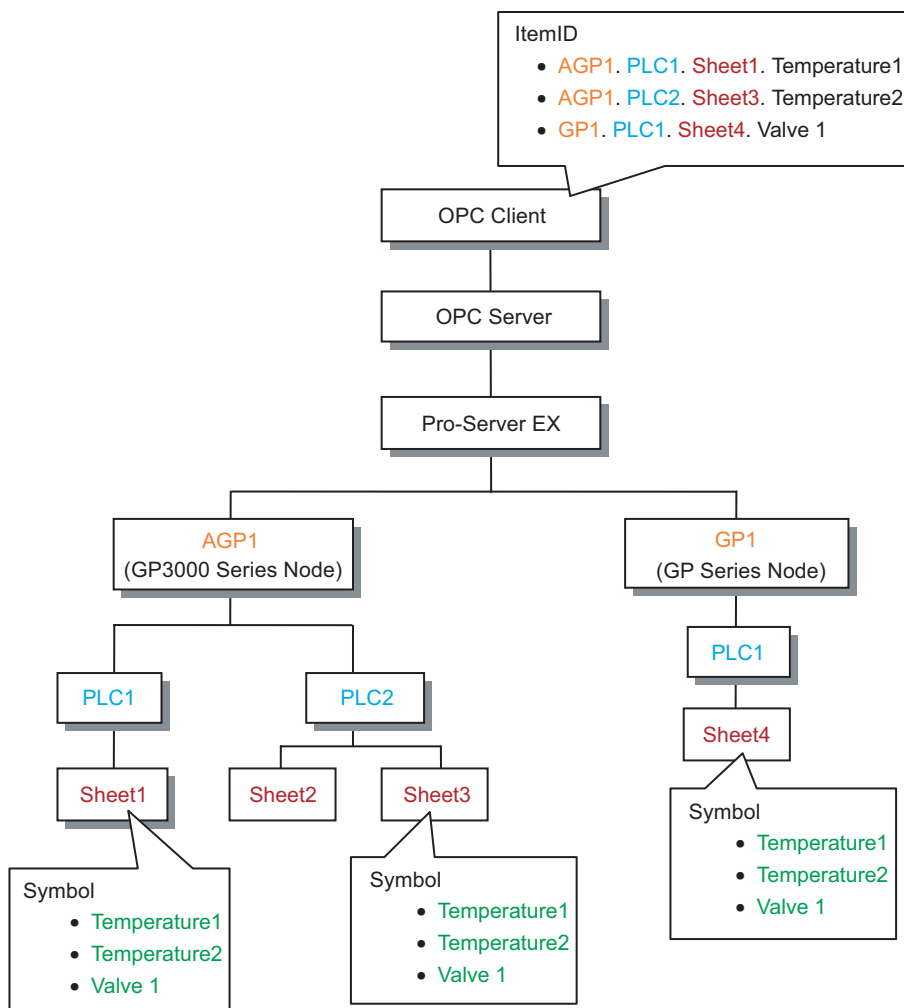 ItemID
• AGP1. PLC1. Sheet1. Temperature1
• AGP1. PLC2. Sheet3. Temperature2
• GP1. PLC1. Sheet4. Valve 1
OPC Client
OPC Server
Pro-Server EX
AGP1
(GP3000 Series Node)
GP1
(GP Series Node)
PLC1
PLC2
PLC1
Sheet1
Sheet2
Sheet3
Sheet4
Symbol
• Temperature1
• Temperature2
• Valve 1
Symbol
• Temperature1
• Temperature2
• Valve 1
Symbol
• Temperature1
• Temperature2
• Valve 1